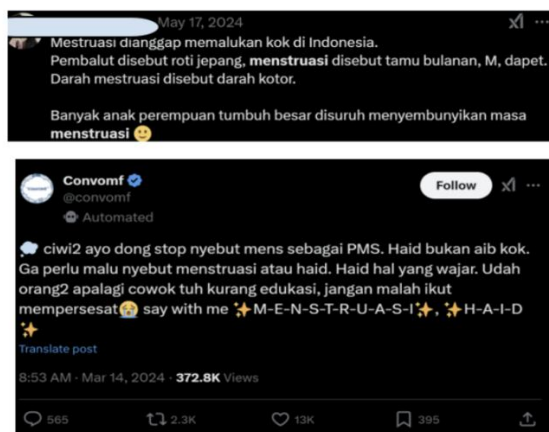 May 17, 2024
Mestruasi dianggap memalukan kok di Indonesia.
Pembalut disebut roti jepang, menstruasi disebut tamu bulanan, M, dapet.
Darah mestruasi disebut darah kotor.
Banyak anak perempuan tumbuh besar disuruh menyembunyikan masa
menstruasi 🙂
Convomf
@convomf
Automated
Follow
💭 ciwi2 ayo dong stop nyebut mens sebagai PMS. Haid bukan aib kok.
Ga perlu malu nyebut menstruasi atau haid. Haid hal yang wajar. Udah
orang2 apalagi cowok tuh kurang edukasi, jangan malah ikut
mempersesat😭 say with me ✨M-E-N-S-T-R-U-A-S-I✨, ✨H-A-I-D
✨
Translate post
8:53 AM · Mar 14, 2024 · 372.8K Views
565 2.3K 13K 395